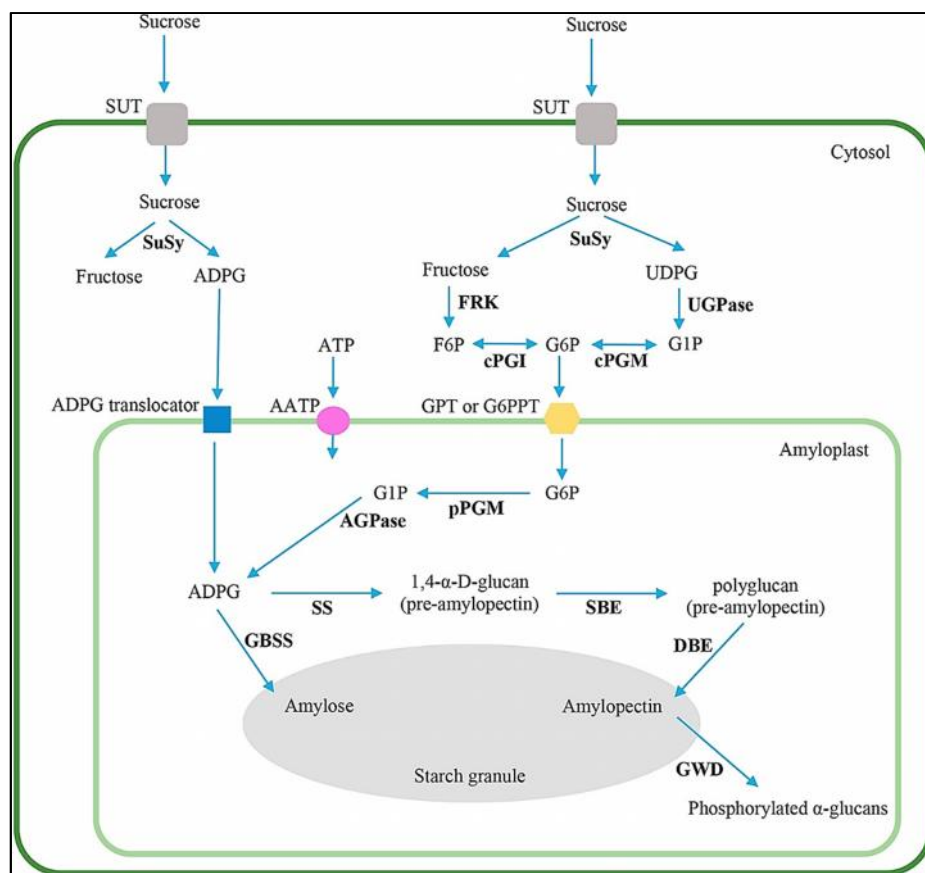 Sucrose
Sucrose
SUT
SUT
Cytosol
Sucrose
Sucrose
SuSy
SuSy
Fructose
ADPG
Fructose
UDPG
FRK
UGPase
ATP
F6P
G6P
G1P
cPGI
cPGM
ADPG translocator
AATP
GPT or G6PPT
Amyloplast
G1P
G6P
pPGM
AGPase
ADPG
1,4-α-D-glucan
(pre-amylopectin)
polyglucan
(pre-amylopectin)
SS
SBE
GBSS
DBE
Amylose
Amylopectin
Starch granule
GWD
Phosphorylated α-glucans